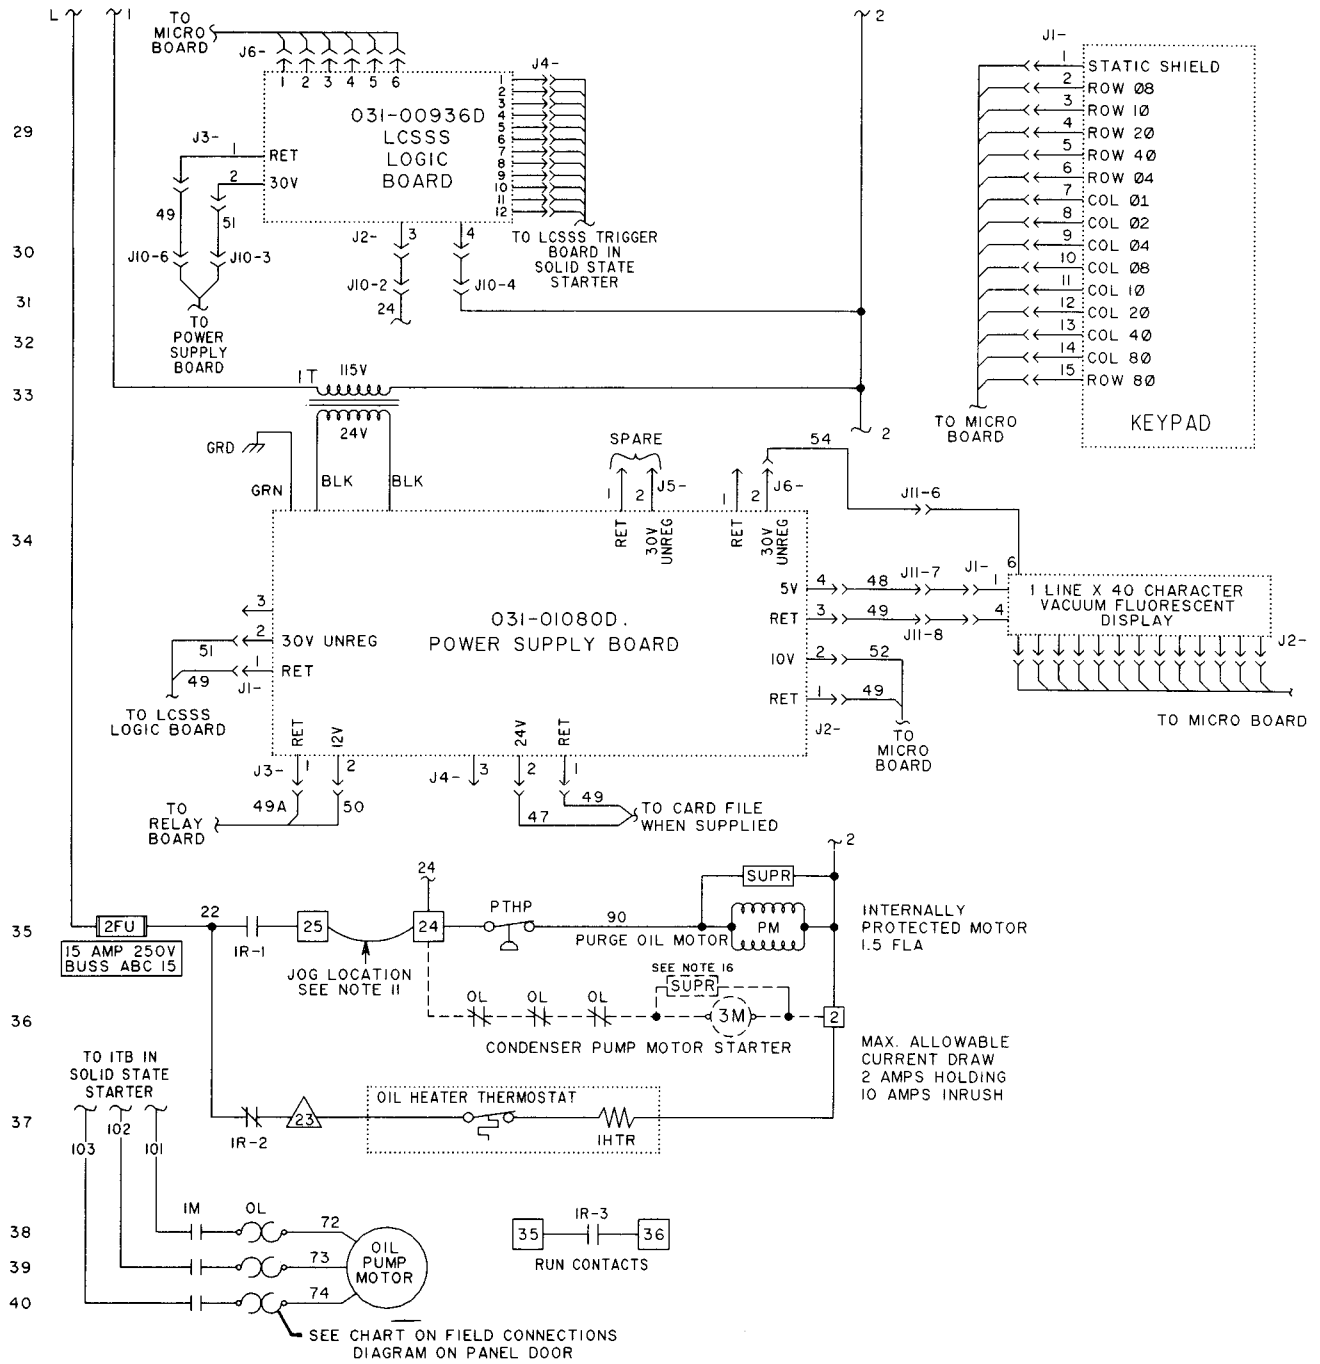 L
1
TO
MICRO
BOARD
J6-
1 2 3 4 5 6
2
J1-
J4-
1
2
3
4
5
6
7
8
9
10
11
12
031-00936D
LCSSS
LOGIC
BOARD
29
J3-
1
RET
2
30V
49
51
J2-
3
4
30
J10-6
J10-3
J10-2
J10-4
24
31
TO LCSSS TRIGGER
BOARD IN
SOLID STATE
STARTER
TO
POWER
SUPPLY
BOARD
32
1 STATIC SHIELD
2 ROW 08
3 ROW 10
4 ROW 20
5 ROW 40
6 ROW 04
7 COL 01
8 COL 02
9 COL 04
10 COL 08
11 COL 10
12 COL 20
13 COL 40
14 COL 80
15 ROW 80
KEYPAD
TO MICRO
BOARD
33
1T
115V
24V
2
GRD
GRN
BLK
BLK
SPARE
54
1
2
J5-
1
2
J6-
RET
30V
UNREG
RET
30V
UNREG
J11-6
34
6
5V 4 48 J11-7 J1- 1
RET 3 49 J11-8 4
10V 2 52
RET 1 49
J2-
TO
MICRO
BOARD
1 LINE X 40 CHARACTER
VACUUM FLUORESCENT
DISPLAY
J2-
TO MICRO BOARD
031-01080D.
POWER SUPPLY BOARD
3
51 2 30V UNREG
49 1 RET
J1-
TO LCSSS
LOGIC BOARD
RET
12V
24V
RET
J3-
1
2
J4-
3
2
1
49A
50
47
49
TO
RELAY
BOARD
TO CARD FILE
WHEN SUPPLIED
2
24
SUPR
35
2FU
22
1R-1
25
24
PTHP
90
PURGE OIL MOTOR
PM
INTERNALLY
PROTECTED MOTOR
1.5 FLA
15 AMP 250V
BUSS ABC 15
JOG LOCATION
SEE NOTE 11
SEE NOTE 16
SUPR
36
OL
OL
OL
3M
2
CONDENSER PUMP MOTOR STARTER
MAX. ALLOWABLE
CURRENT DRAW
2 AMPS HOLDING
10 AMPS INRUSH
TO 1TB IN
SOLID STATE
STARTER
37
103
102
101
1R-2
23
OIL HEATER THERMOSTAT
1HTR
38
1M
OL
72
39
73
40
74
OIL
PUMP
MOTOR
35
1R-3
36
RUN CONTACTS
SEE CHART ON FIELD CONNECTIONS
DIAGRAM ON PANEL DOOR